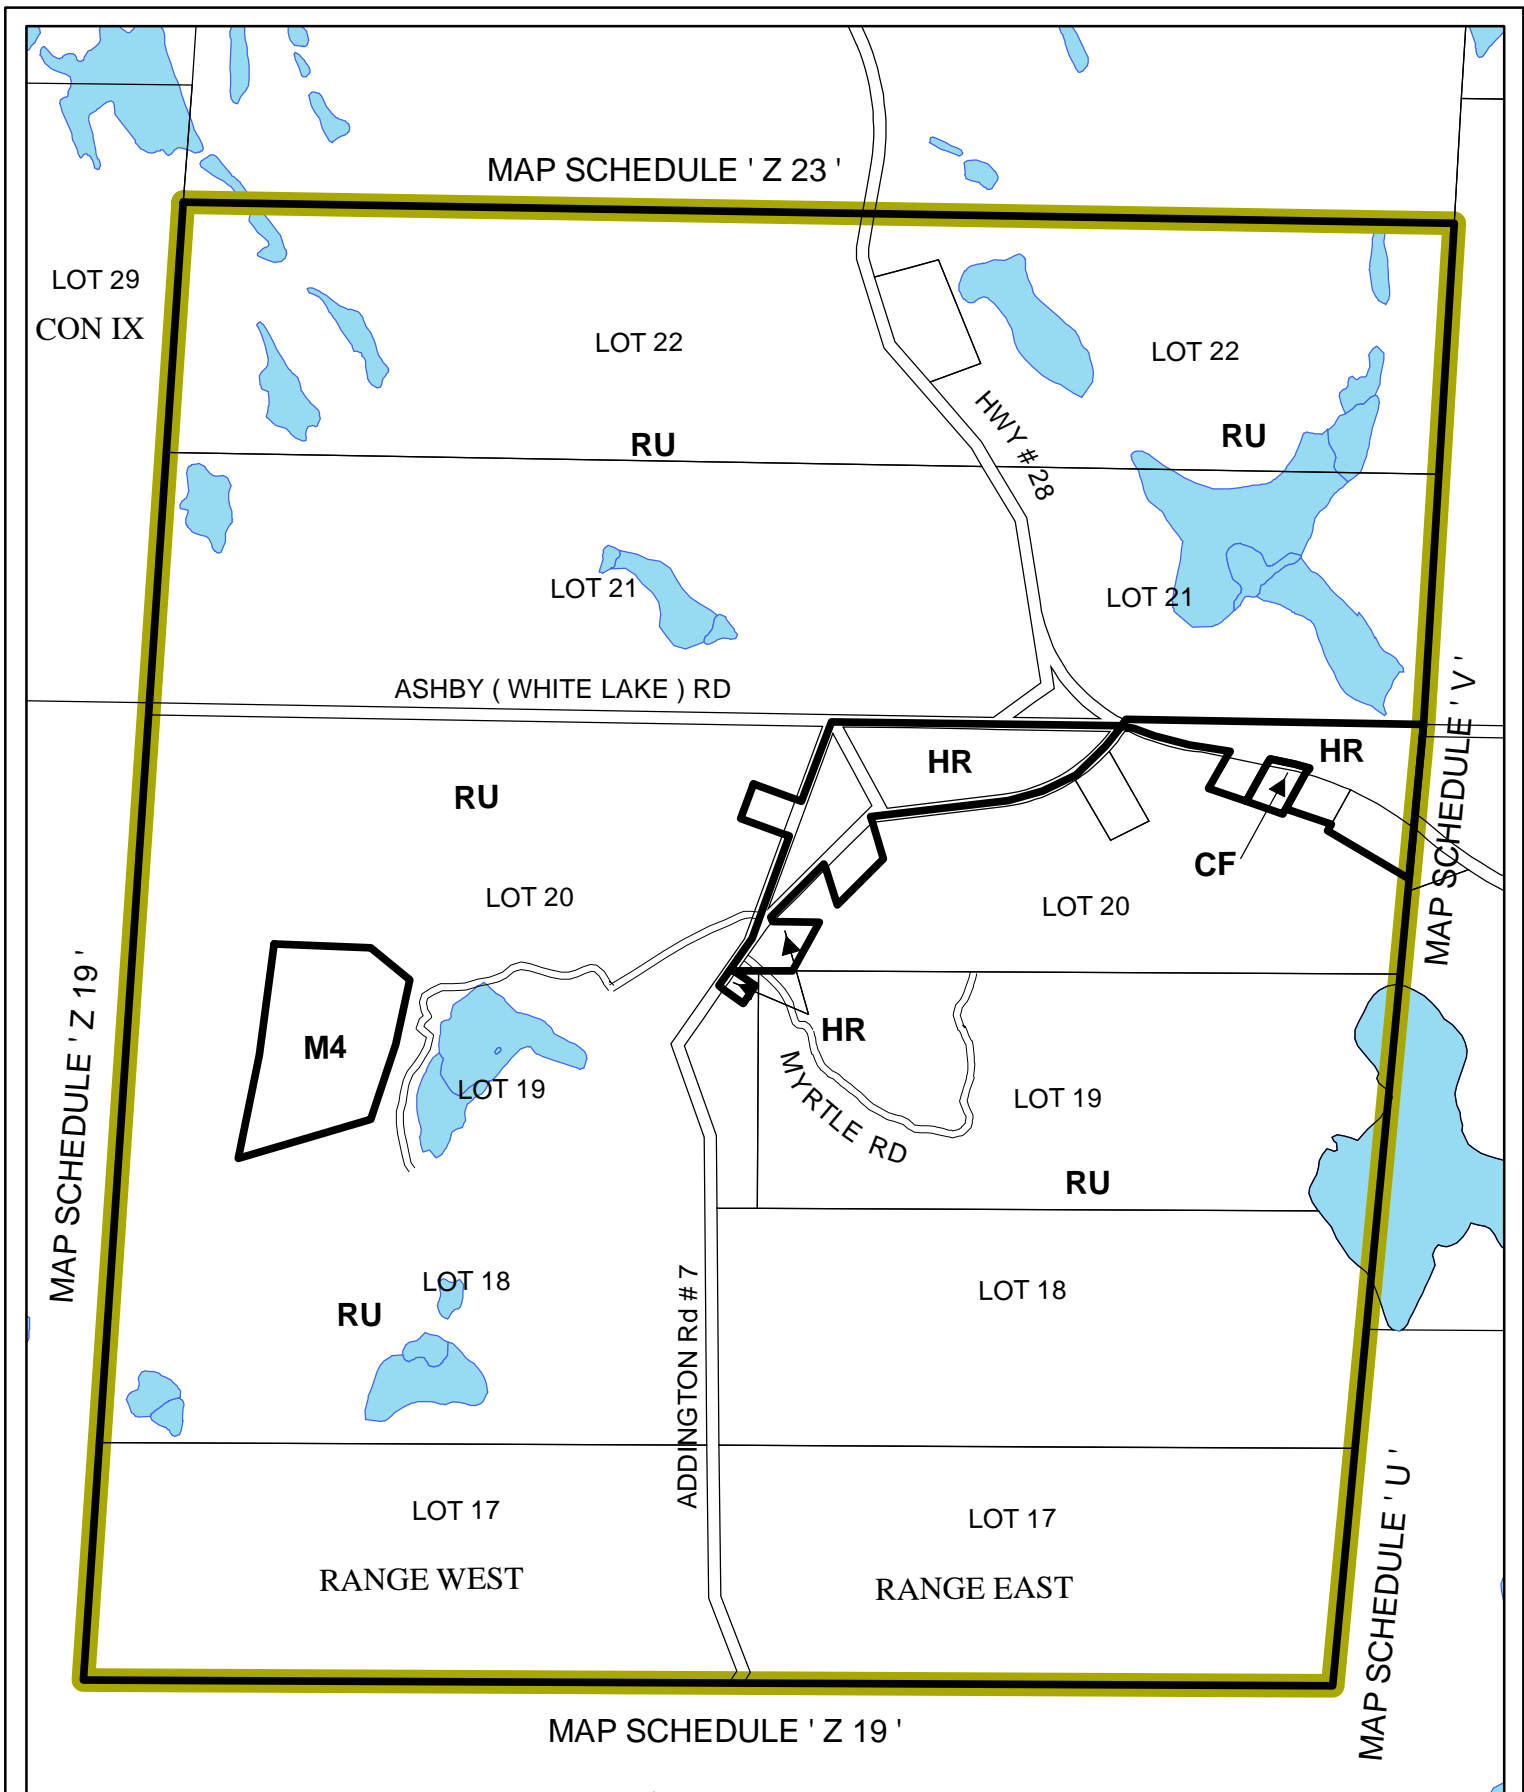 MAP SCHEDULE ' Z 23 '
LOT 29
CON IX
LOT 22
LOT 22
HWY # 28
RU
RU
LOT 21
LOT 21
ASHBY ( WHITE LAKE ) RD
MAP SCHEDULE ' V '
HR
HR
RU
CF
LOT 20
LOT 20
MAP SCHEDULE ' Z 19 '
M4
HR
MYRTLE RD
LOT 19
LOT 19
RU
LOT 18
LOT 18
RU
ADDINGTON Rd # 7
MAP SCHEDULE ' U '
LOT 17
LOT 17
RANGE WEST
RANGE EAST
MAP SCHEDULE ' Z 19 '